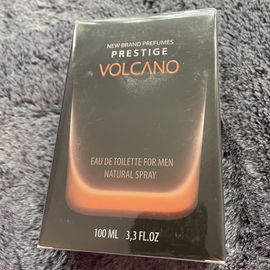 NEW BRAND PREFUMES
PRESTIGE
VOLCANO
EAU DE TOILETTE FOR MEN
NATURAL SPRAY
100 ML 3,3 FL.OZ